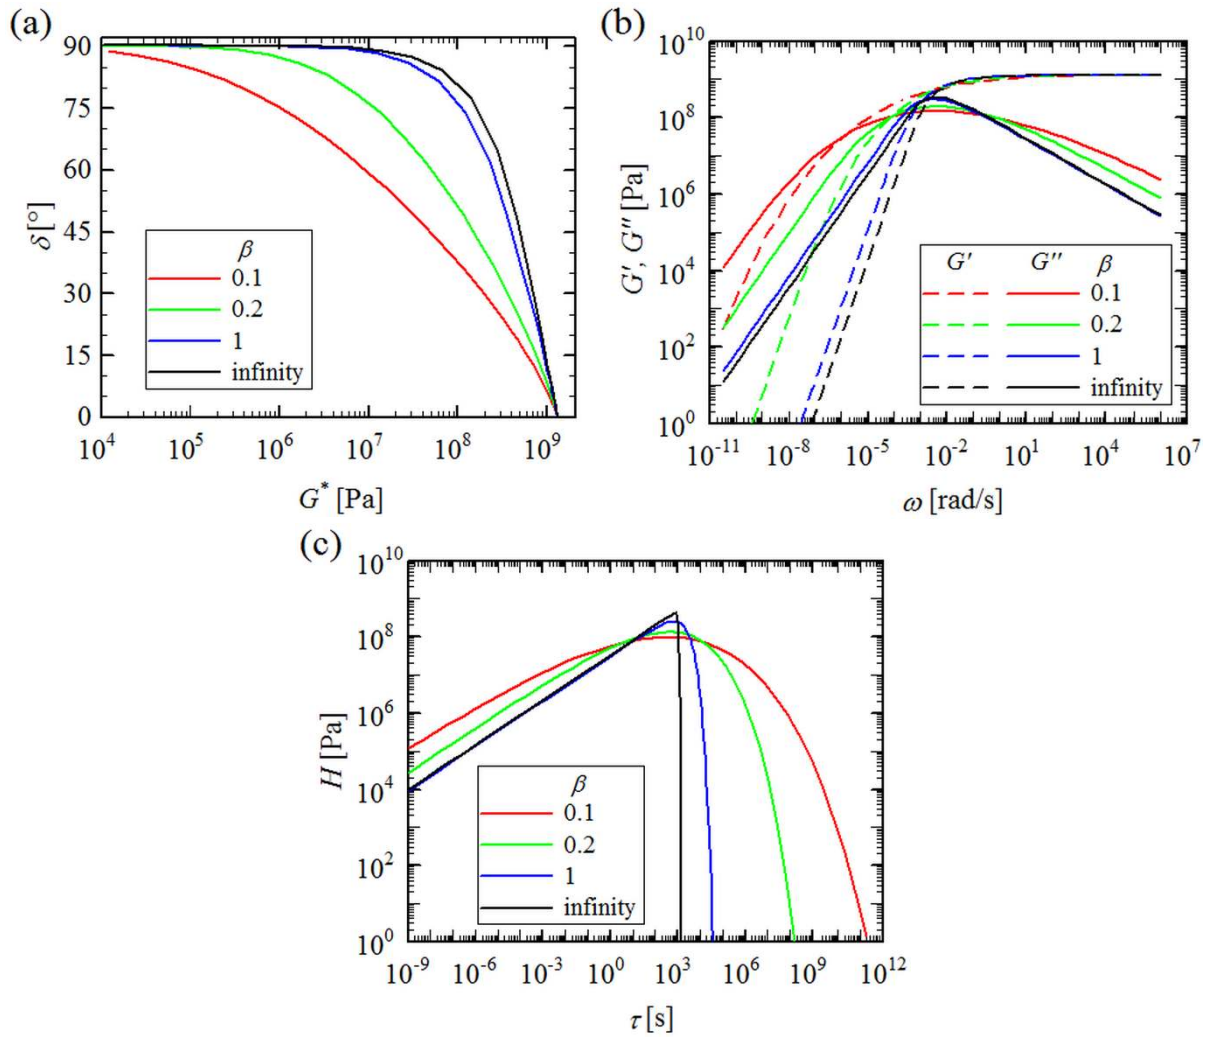 (a)
90
75
60
45
30
15
0
δ [°]
10^4 10^5 10^6 10^7 10^8 10^9
G* [Pa]
β
0.1
0.2
1
infinity
(b)
10^10
10^8
10^6
10^4
10^2
10^0
G′, G″ [Pa]
10^-11 10^-8 10^-5 10^-2 10^1 10^4 10^7
ω [rad/s]
G′ G″ β
0.1
0.2
1
infinity
(c)
10^10
10^8
10^6
10^4
10^2
10^0
H [Pa]
10^-9 10^-6 10^-3 10^0 10^3 10^6 10^9 10^12
τ [s]
β
0.1
0.2
1
infinity